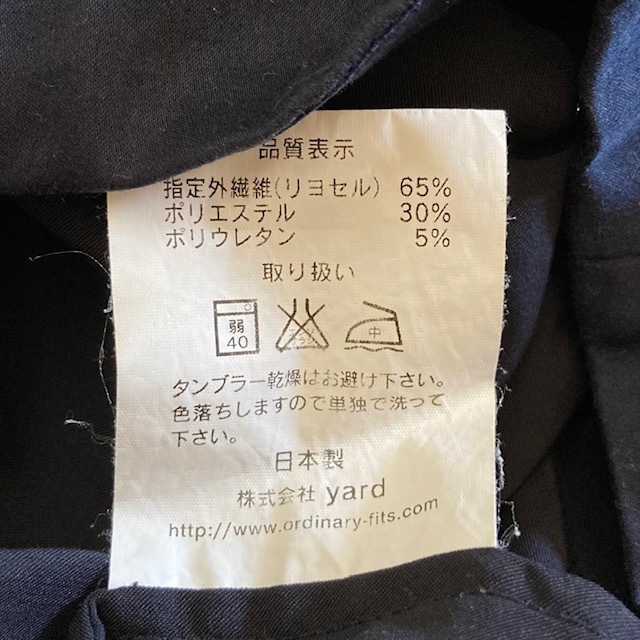 品質表示
指定外繊維(リヨセル) 65%
ポリエステル 30%
ポリウレタン 5%
取り扱い
弱 40 中
タンブラー乾燥はお避け下さい。
色落ちしますので単独で洗って
下さい。
日本製
株式会社 yard
http://www.ordinary-fits.com/